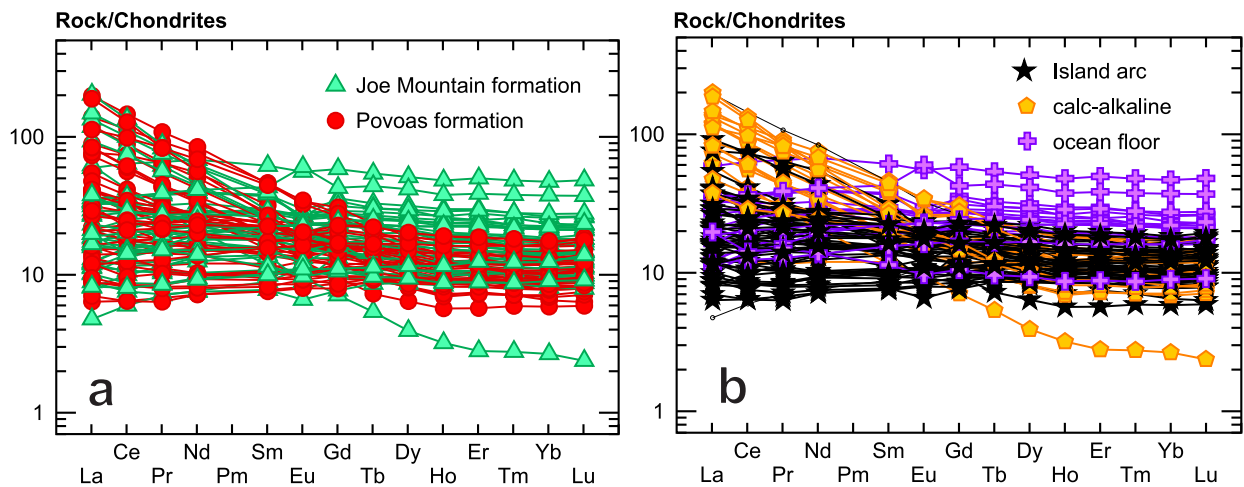 Rock/Chondrites
100
10
1
Joe Mountain formation
Povoas formation
a
Ce Nd Sm Gd Dy Er Yb
La Pr Pm Eu Tb Ho Tm Lu
Rock/Chondrites
100
10
1
Island arc
calc-alkaline
ocean floor
b
Ce Nd Sm Gd Dy Er Yb
La Pr Pm Eu Tb Ho Tm Lu